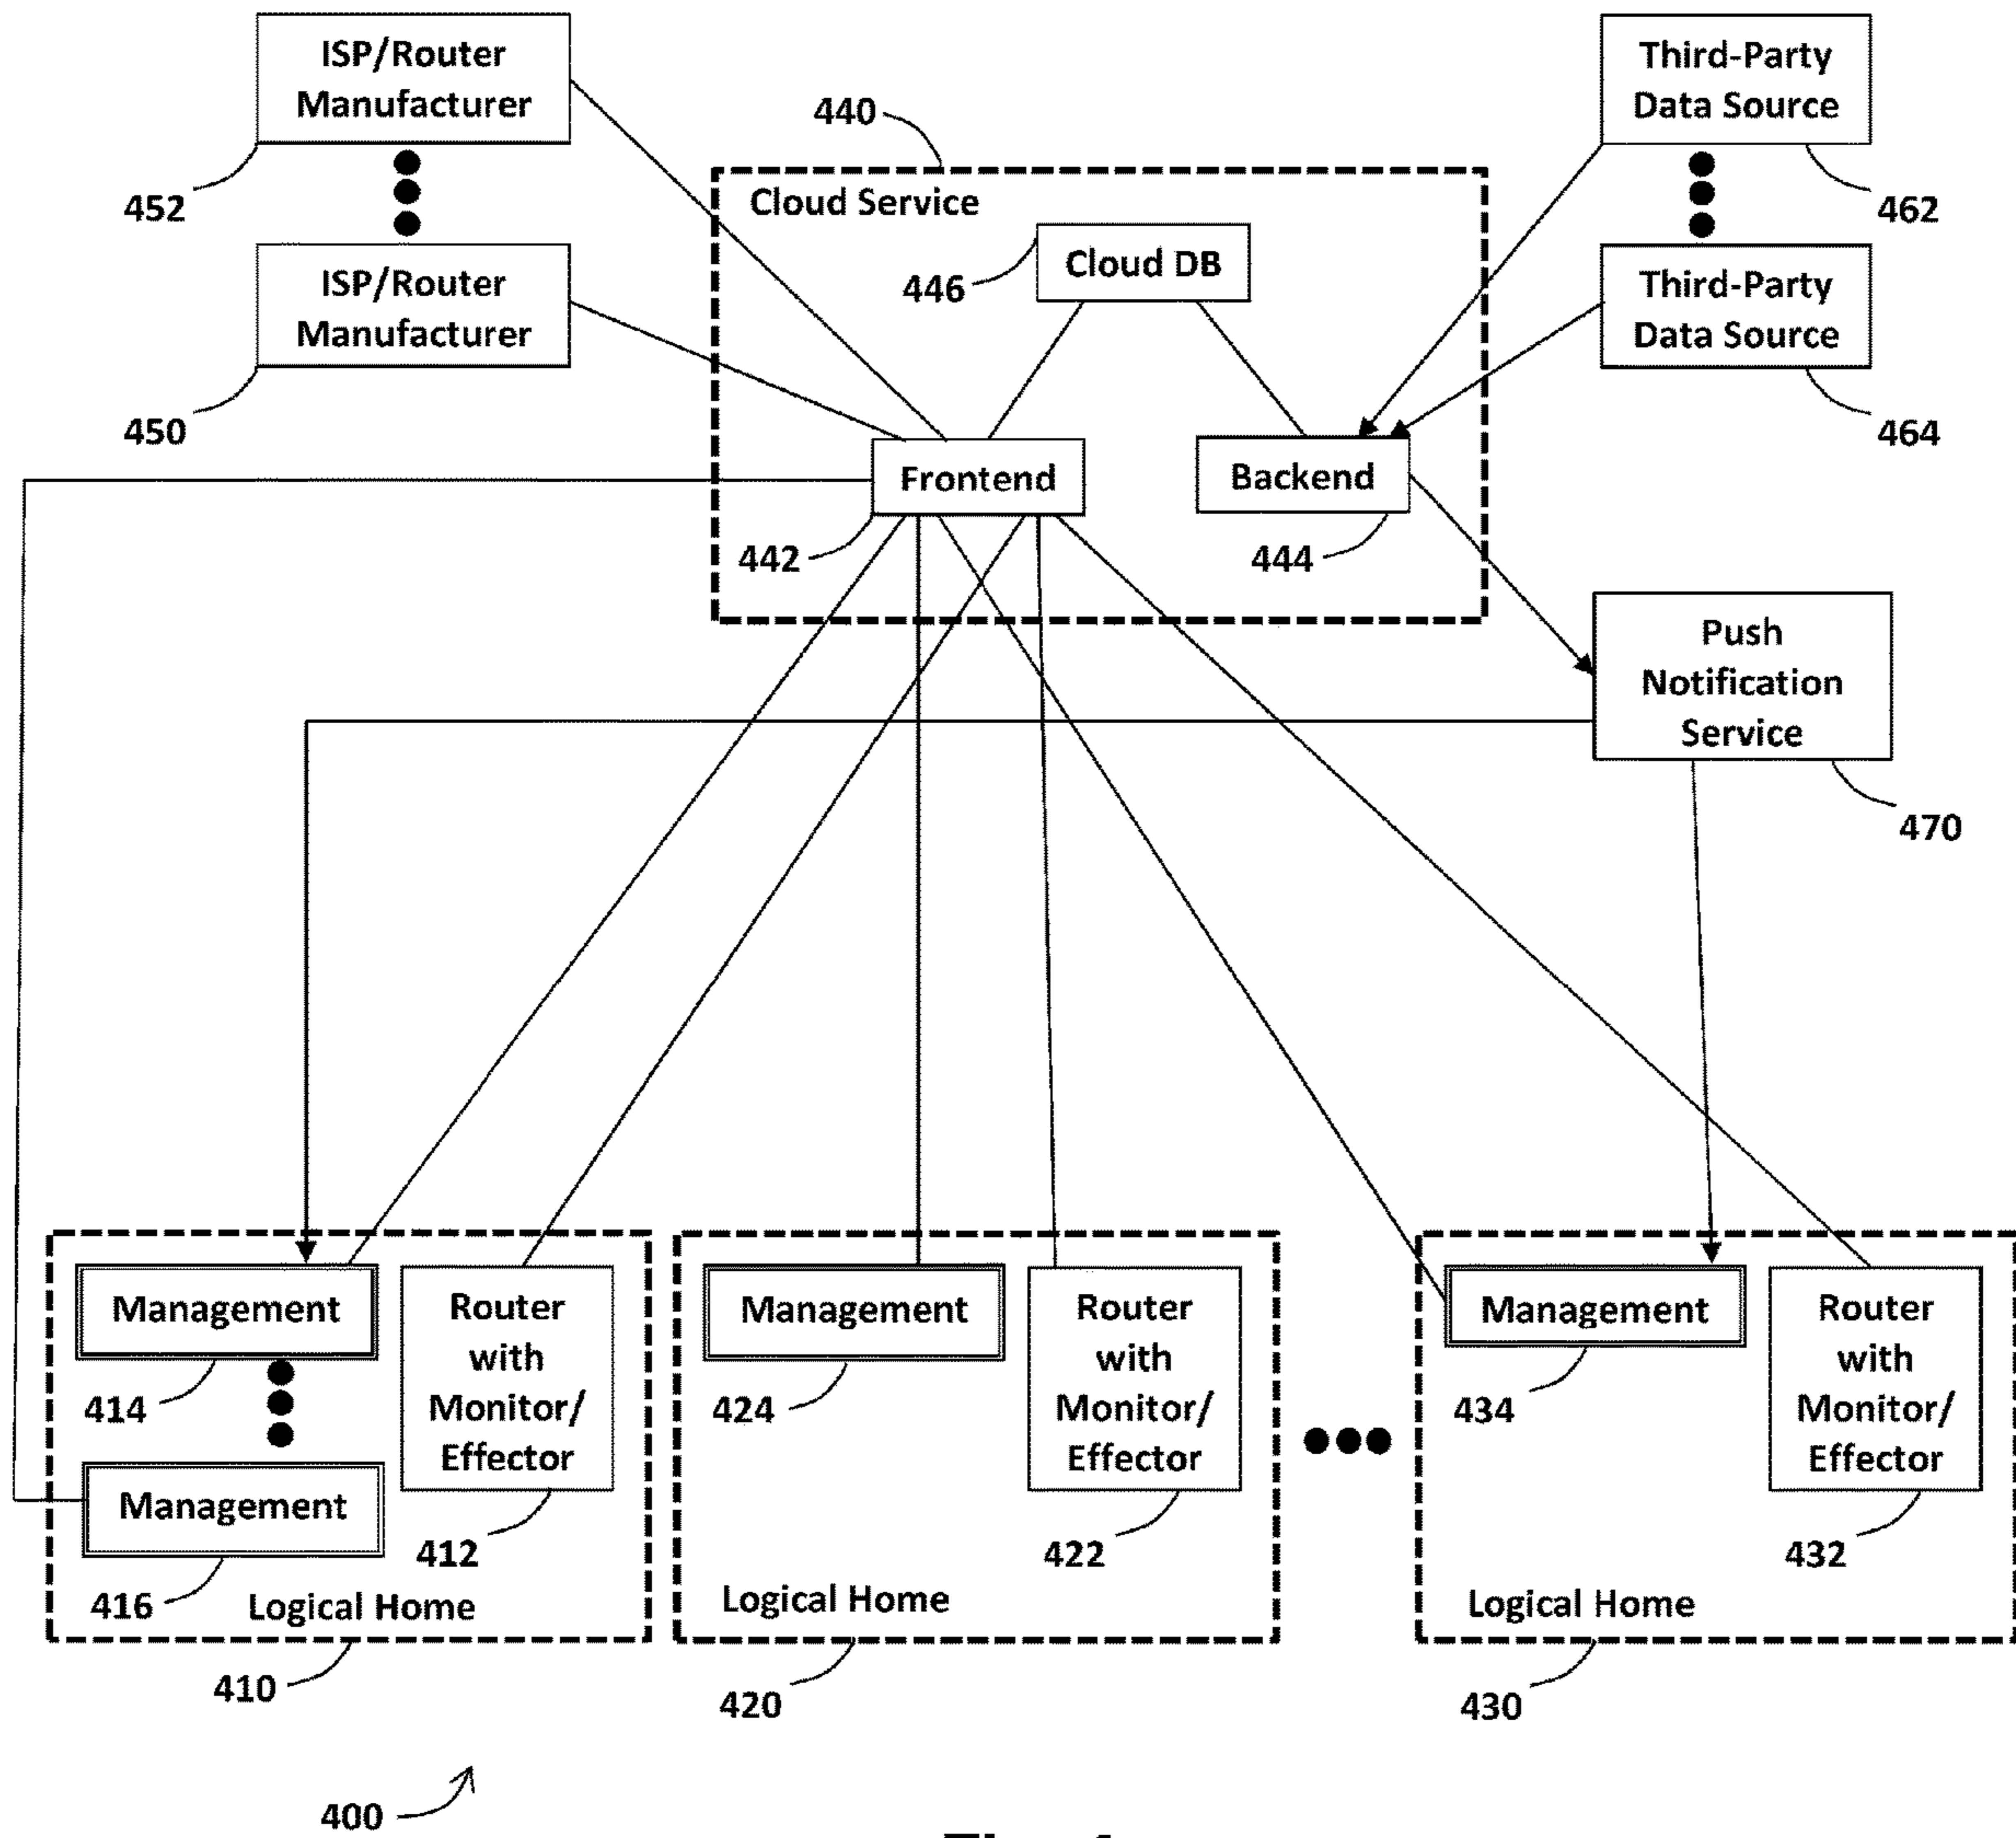 ISP/Router
Manufacturer
452
ISP/Router
Manufacturer
450
440
Cloud Service
Cloud DB
446
Frontend
442
Backend
444
Third-Party
Data Source
462
Third-Party
Data Source
464
Push
Notification
Service
470
Management
414
Management
416
Router
with
Monitor/
Effector
412
Logical Home
410
Management
424
Router
with
Monitor/
Effector
422
Logical Home
420
Management
434
Router
with
Monitor/
Effector
432
Logical Home
430
400